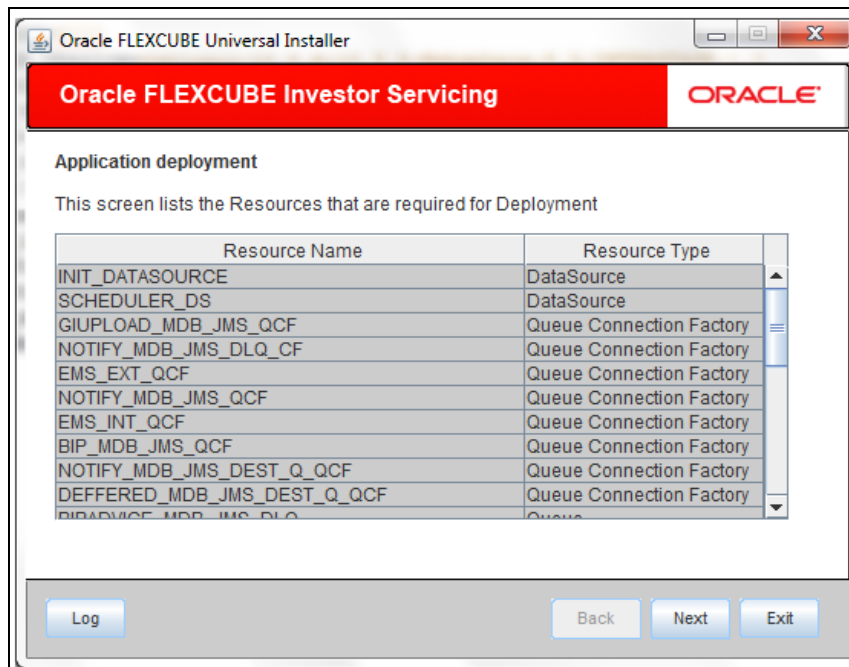 Oracle FLEXCUBE Universal Installer
Oracle FLEXCUBE Investor Servicing ORACLE
Application deployment
This screen lists the Resources that are required for Deployment
Resource Name Resource Type
INIT_DATASOURCE DataSource
SCHEDULER_DS DataSource
GIUPLOAD_MDB_JMS_QCF Queue Connection Factory
NOTIFY_MDB_JMS_DLQ_CF Queue Connection Factory
EMS_EXT_QCF Queue Connection Factory
NOTIFY_MDB_JMS_QCF Queue Connection Factory
EMS_INT_QCF Queue Connection Factory
BIP_MDB_JMS_QCF Queue Connection Factory
NOTIFY_MDB_JMS_DEST_Q_QCF Queue Connection Factory
DEFFERED_MDB_JMS_DEST_Q_QCF Queue Connection Factory
Log Back Next Exit